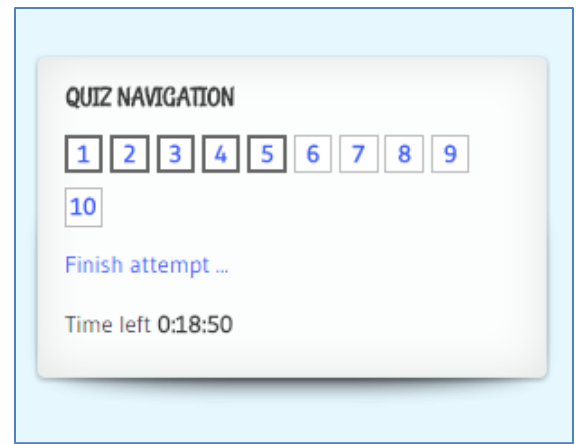 QUIZ NAVIGATION
1 2 3 4 5 6 7 8 9
10
Finish attempt ...
Time left 0:18:50